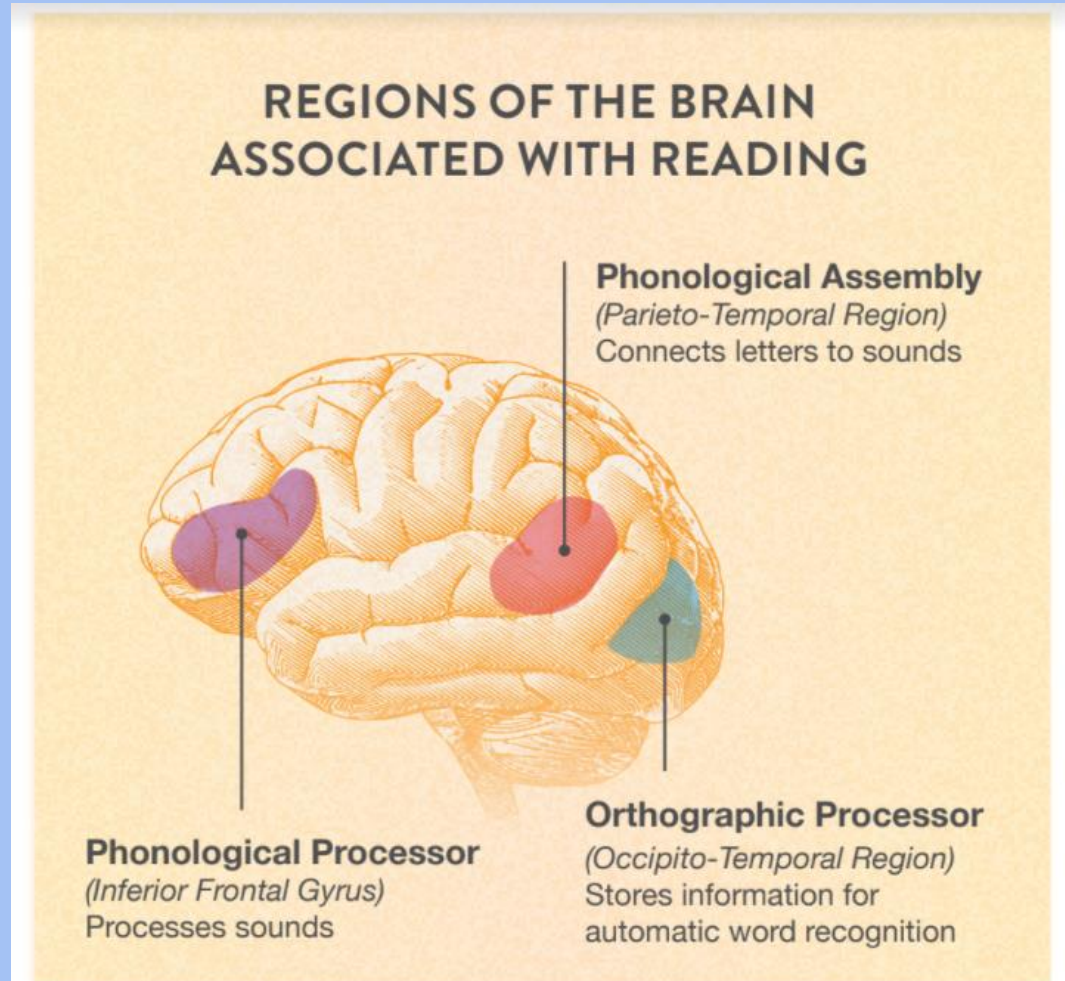 REGIONS OF THE BRAIN
ASSOCIATED WITH READING
Phonological Assembly
(Parieto-Temporal Region)
Connects letters to sounds
Phonological Processor
(Inferior Frontal Gyrus)
Processes sounds
Orthographic Processor
(Occipito-Temporal Region)
Stores information for
automatic word recognition